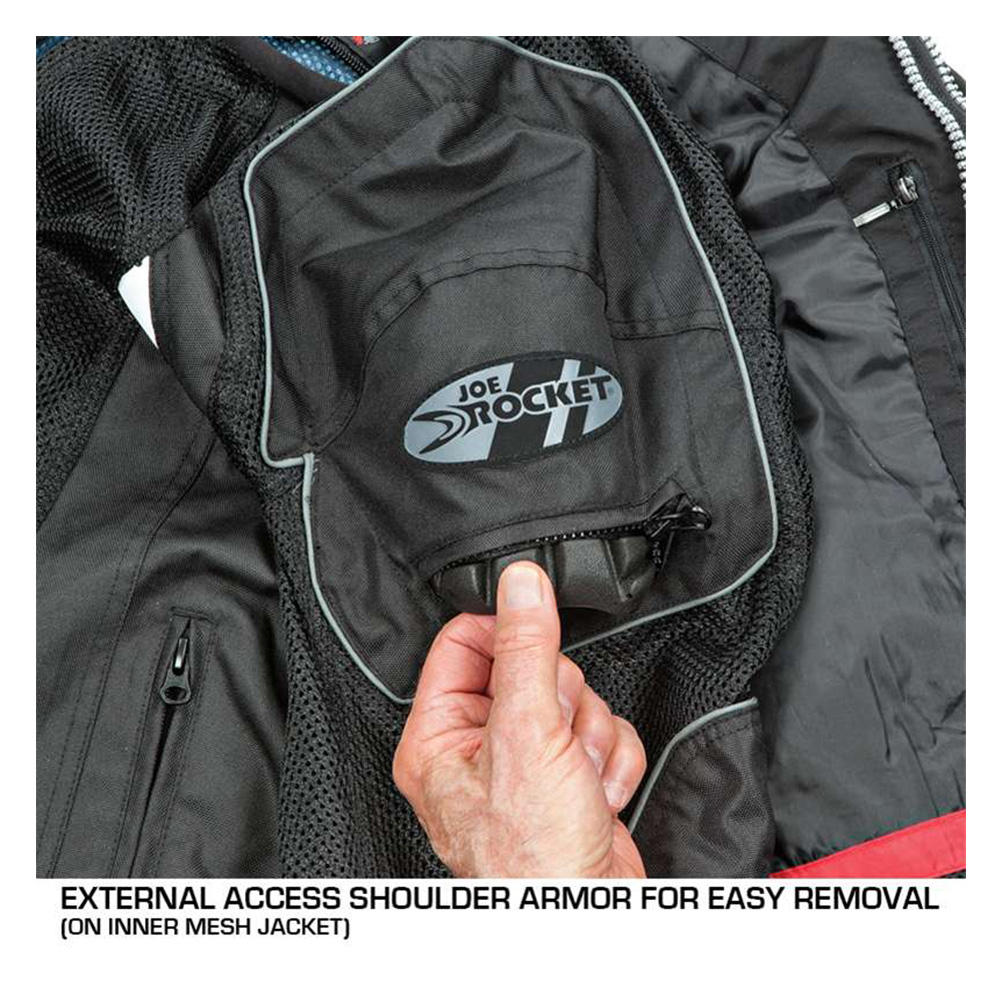 JOE
ROCKET
EXTERNAL ACCESS SHOULDER ARMOR FOR EASY REMOVAL
(ON INNER MESH JACKET)